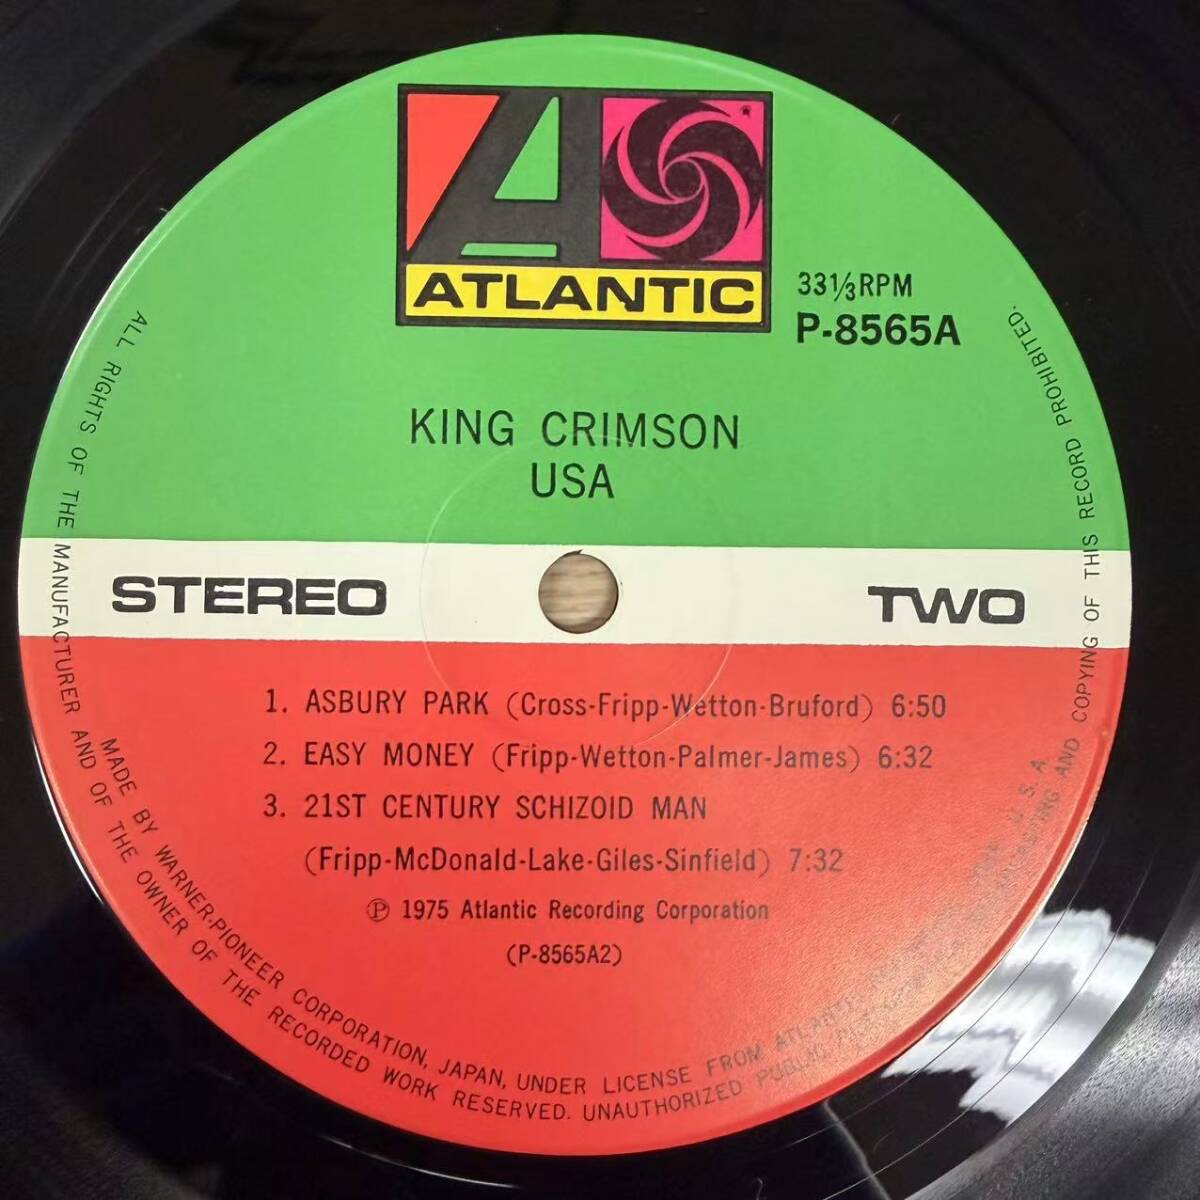 ATLANTIC
33⅓RPM
P-8565A
KING CRIMSON
USA
STEREO
TWO
1. ASBURY PARK (Cross-Fripp-Wetton-Bruford) 6:50
2. EASY MONEY (Fripp-Wetton-Palmer-James) 6:32
3. 21ST CENTURY SCHIZOID MAN
(Fripp-McDonald-Lake-Giles-Sinfield) 7:32
Ⓟ 1975 Atlantic Recording Corporation
(P-8565A2)
MADE BY WARNER-PIONEER CORPORATION, JAPAN, UNDER LICENSE FROM ATLANTIC U. S. A
ALL RIGHTS OF THE MANUFACTURER AND OF THE OWNER OF THE RECORDED WORK RESERVED. UNAUTHORIZED PUBLIC AND COPYING OF THIS RECORD PROHIBITED.